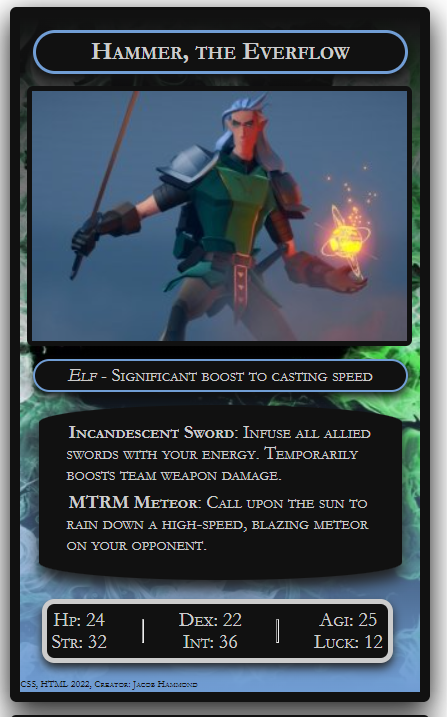 Hammer, the Everflow
Elf - Significant boost to casting speed
Incandescent Sword: Infuse all allied
swords with your energy. Temporarily
boosts team weapon damage.
MTRM Meteor: Call upon the sun to
rain down a high-speed, blazing meteor
on your opponent.
Hp: 24 Dex: 22 Agi: 25
Str: 32 Int: 36 Luck: 12
CSS, HTML 2022, Creator: Jacob Hammond